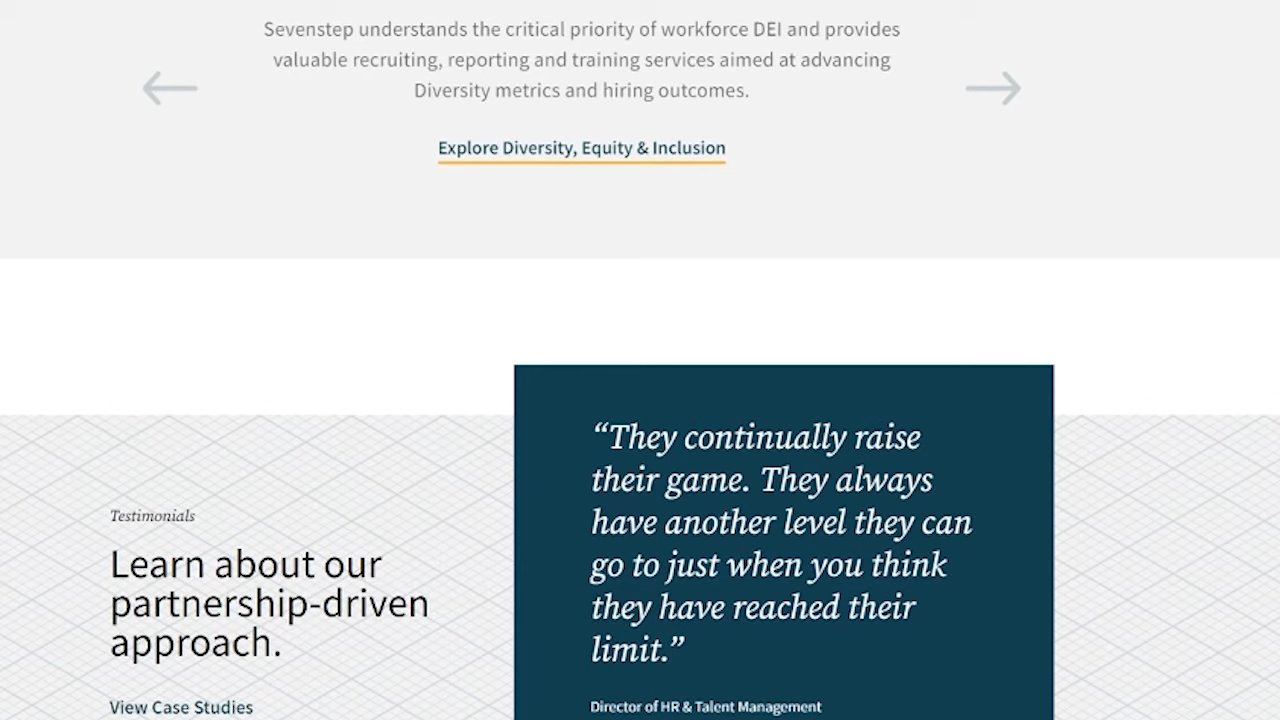 Sevenstep understands the critical priority of workforce DEI and provides
valuable recruiting, reporting and training services aimed at advancing
Diversity metrics and hiring outcomes.
Explore Diversity, Equity & Inclusion
Testimonials
Learn about our
partnership-driven
approach.
View Case Studies
“They continually raise
their game. They always
have another level they can
go to just when you think
they have reached their
limit.”
Director of HR & Talent Management